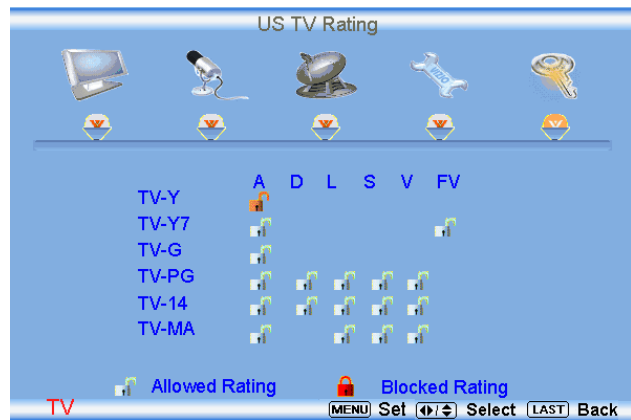 US TV Rating
VIZIO
A D L S V FV
TV-Y
TV-Y7
TV-G
TV-PG
TV-14
TV-MA
Allowed Rating Blocked Rating
TV MENU Set / Select LAST Back